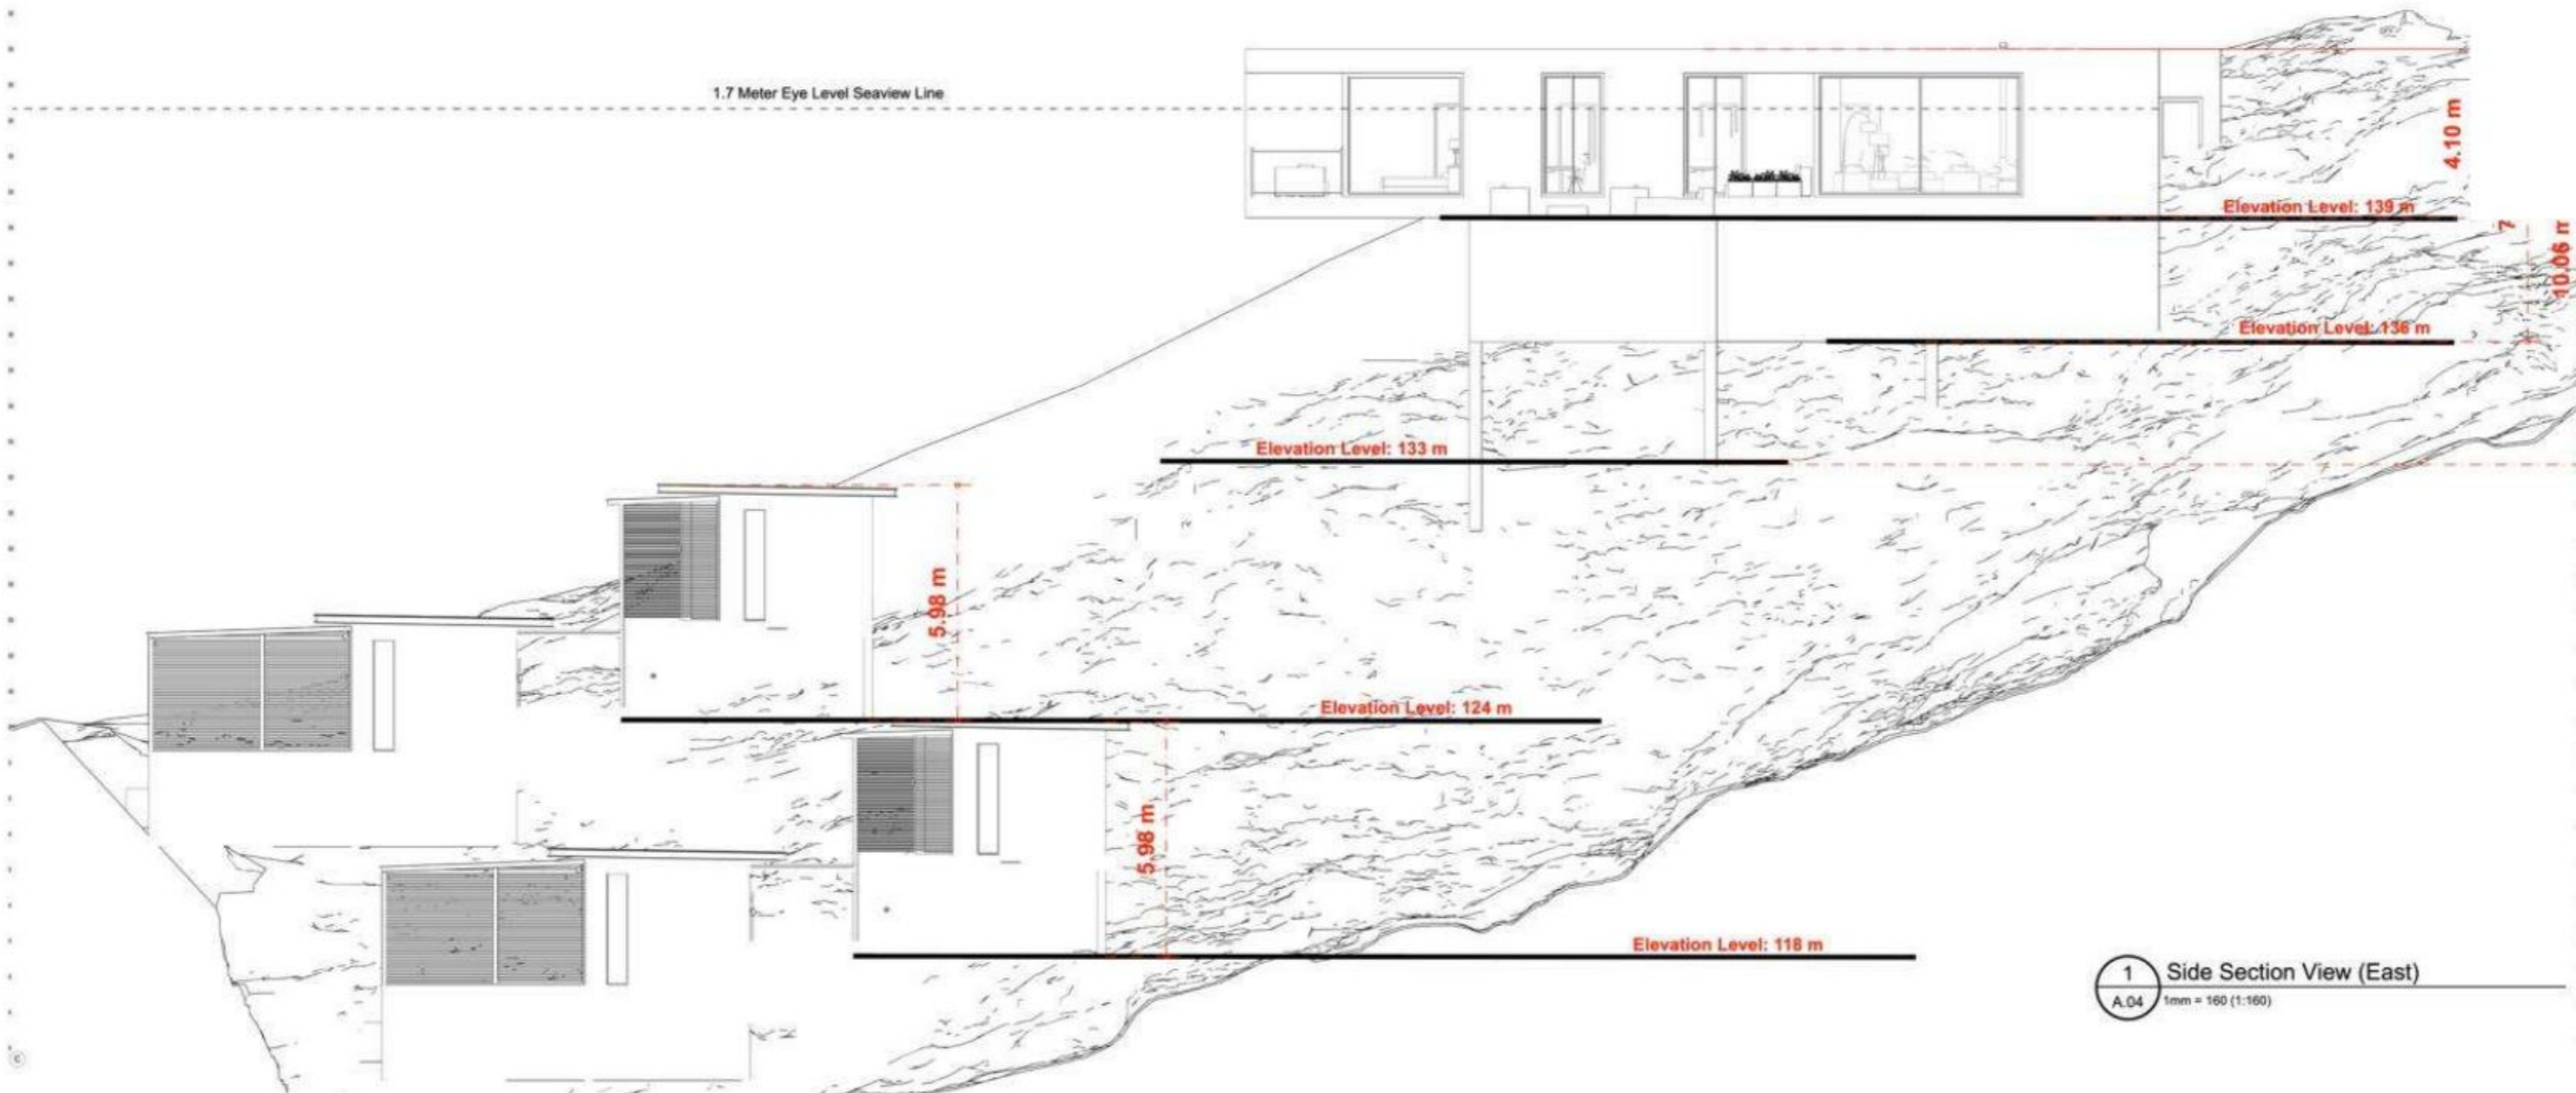 1.7 Meter Eye Level Seaview Line
4.10 m
Elevation Level: 139 m
7
10.06 m
Elevation Level: 136 m
Elevation Level: 133 m
5.98 m
Elevation Level: 124 m
5.98 m
Elevation Level: 118 m
1
Side Section View (East)
A.04
1mm = 160 (1:160)
C